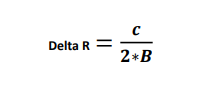 Delta R = c / 2*B